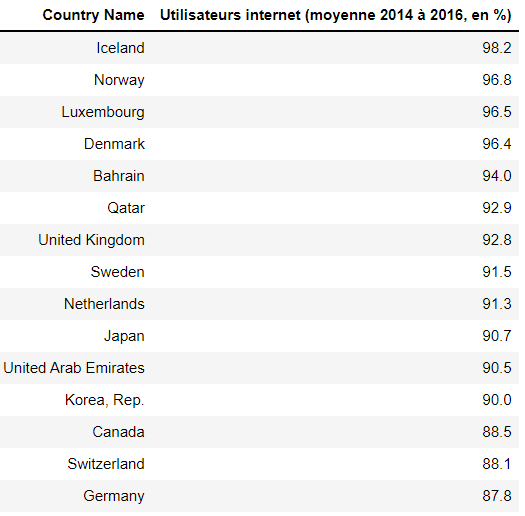 Country Name Utilisateurs internet (moyenne 2014 à 2016, en %)
Iceland 98.2
Norway 96.8
Luxembourg 96.5
Denmark 96.4
Bahrain 94.0
Qatar 92.9
United Kingdom 92.8
Sweden 91.5
Netherlands 91.3
Japan 90.7
United Arab Emirates 90.5
Korea, Rep. 90.0
Canada 88.5
Switzerland 88.1
Germany 87.8